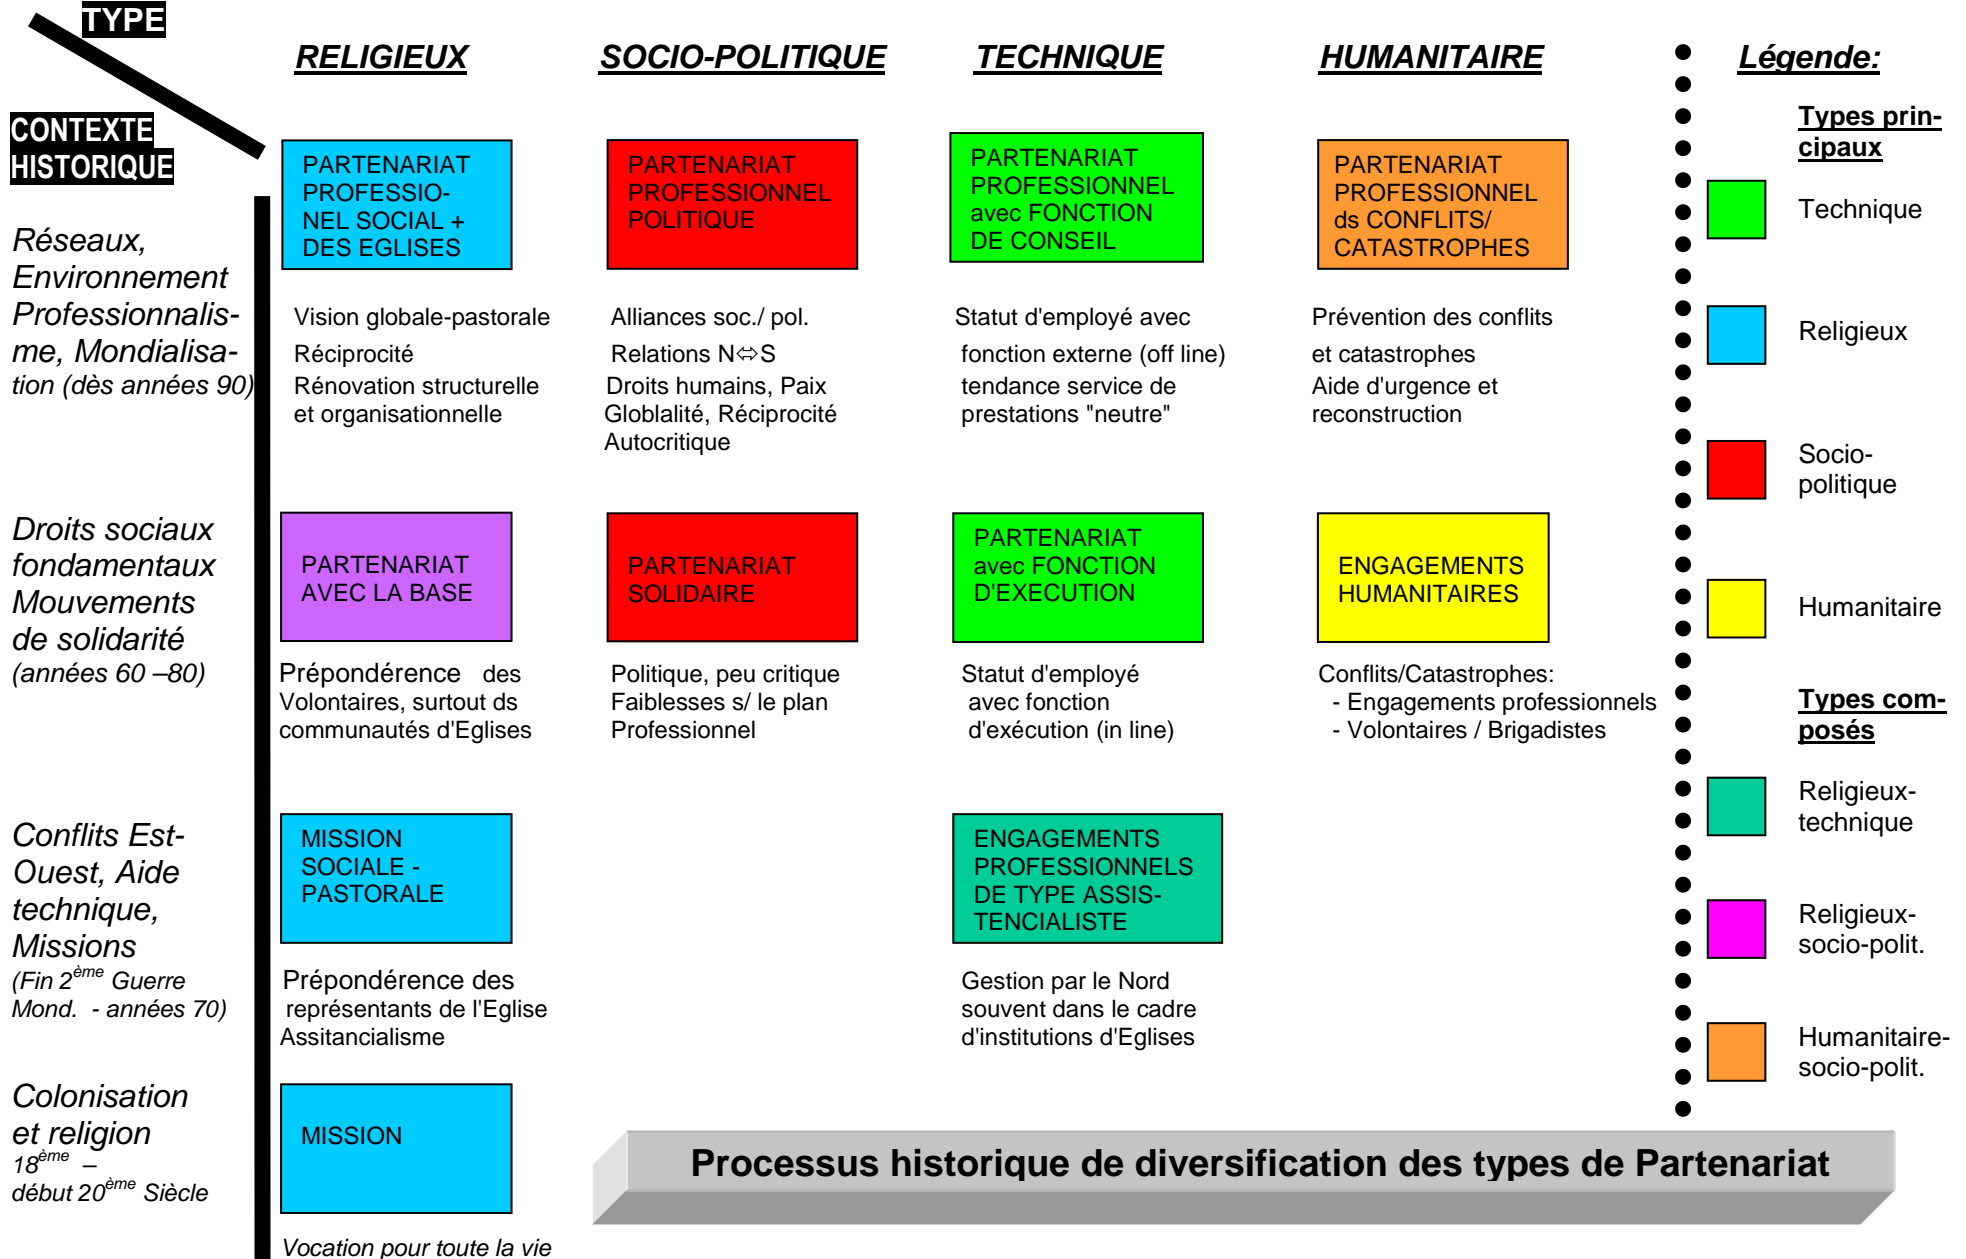 TYPE
RELIGIEUX
SOCIO-POLITIQUE
TECHNIQUE
HUMANITAIRE
CONTEXTE
HISTORIQUE
Réseaux,
Environnement
Professionnalis-
me, Mondialisa-
tion (dès années 90)
PARTENARIAT
PROFESSIO-
NEL SOCIAL +
DES EGLISES
Vision globale-pastorale
Réciprocité
Rénovation structurelle
et organisationnelle
PARTENARIAT
PROFESSIONNEL
POLITIQUE
Alliances soc./ pol.
Relations N⇔S
Droits humains, Paix
Globlalité, Réciprocité
Autocritique
PARTENARIAT
PROFESSIONNEL
avec FONCTION
DE CONSEIL
Statut d'employé avec
fonction externe (off line)
tendance service de
prestations "neutre"
PARTENARIAT
PROFESSIONNEL
ds CONFLITS/
CATASTROPHES
Prévention des conflits
et catastrophes
Aide d'urgence et
reconstruction
Droits sociaux
fondamentaux
Mouvements
de solidarité
(années 60 –80)
PARTENARIAT
AVEC LA BASE
Prépondérence des
Volontaires, surtout ds
communautés d'Eglises
PARTENARIAT
SOLIDAIRE
Politique, peu critique
Faiblesses s/ le plan
Professionnel
PARTENARIAT
avec FONCTION
D'EXECUTION
Statut d'employé
avec fonction
d'exécution (in line)
ENGAGEMENTS
HUMANITAIRES
Conflits/Catastrophes:
- Engagements professionnels
- Volontaires / Brigadistes
Conflits Est-
Ouest, Aide
technique,
Missions
(Fin 2ème Guerre
Mond. - années 70)
MISSION
SOCIALE -
PASTORALE
Prépondérence des
représentants de l'Eglise
Assitancialisme
ENGAGEMENTS
PROFESSIONNELS
DE TYPE ASSIS-
TENCIALISTE
Gestion par le Nord
souvent dans le cadre
d'institutions d'Eglises
Colonisation
et religion
18ème –
début 20ème Siècle
MISSION
Vocation pour toute la vie
Processus historique de diversification des types de Partenariat
Légende:
Types prin-
cipaux
Technique
Religieux
Socio-
politique
Humanitaire
Types com-
posés
Religieux-
technique
Religieux-
socio-polit.
Humanitaire-
socio-polit.